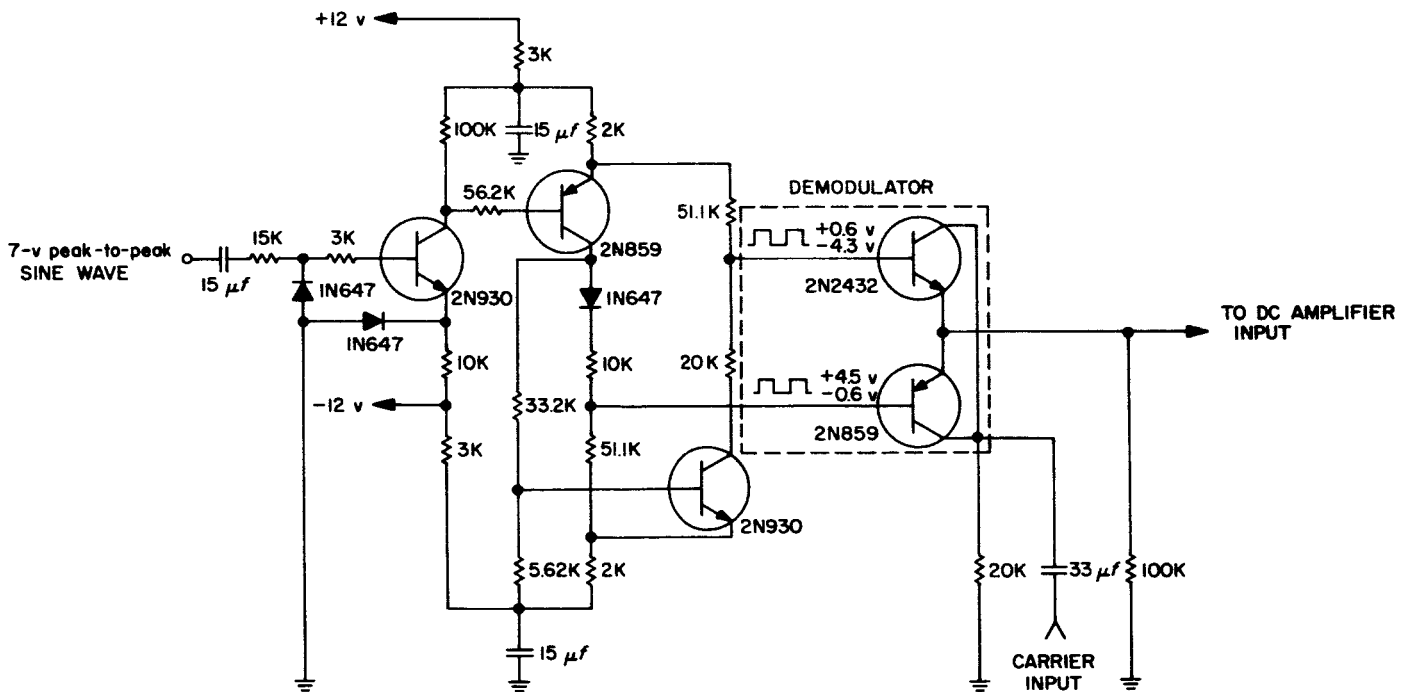 +12 v
3K
100K
15 μf
2K
56.2K
DEMODULATOR
51.1K
+0.6 v
-4.3 v
7-v peak-to-peak
SINE WAVE
15K
3K
2N859
15 μf
1N647
2N930
1N647
2N2432
1N647
TO DC AMPLIFIER
INPUT
10K
10K
20K
+4.5 v
-0.6 v
-12 v
33.2K
2N859
3K
51.1K
2N930
5.62K
2K
20K
33 μf
100K
15 μf
CARRIER
INPUT